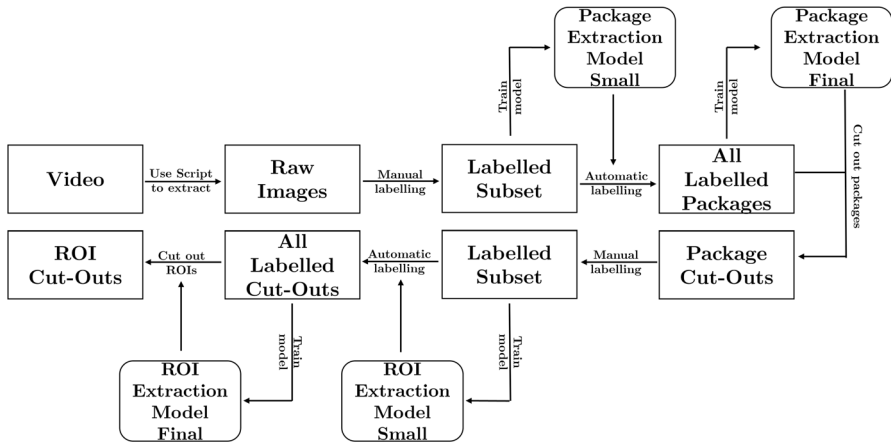 Package
Extraction
Model
Small
Package
Extraction
Model
Final
Train
model
Train
model
Video
Use Script
to extract
Raw
Images
Manual
labelling
Labelled
Subset
Automatic
labelling
All
Labelled
Packages
Cut out packages
ROI
Cut-Outs
Cut out
ROIs
All
Labelled
Cut-Outs
Automatic
labelling
Labelled
Subset
Manual
labelling
Package
Cut-Outs
Train
model
Train
model
ROI
Extraction
Model
Final
ROI
Extraction
Model
Small